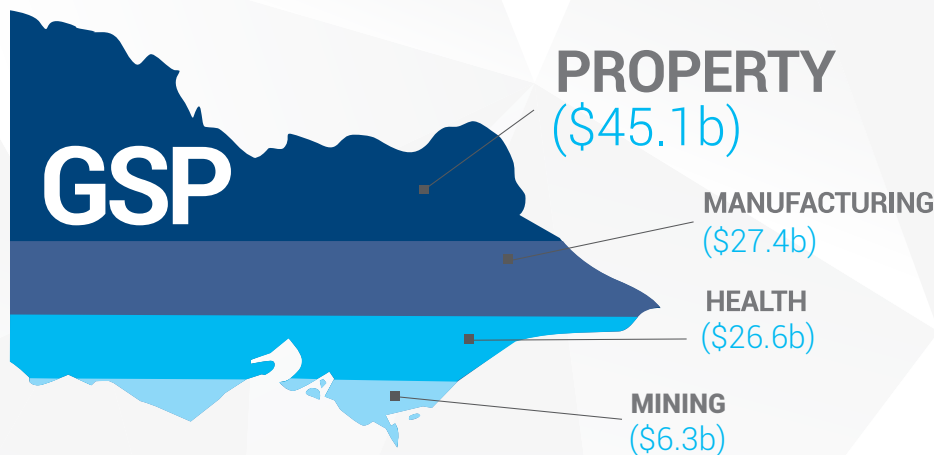 GSP
PROPERTY
($45.1b)
MANUFACTURING
($27.4b)
HEALTH
($26.6b)
MINING
($6.3b)